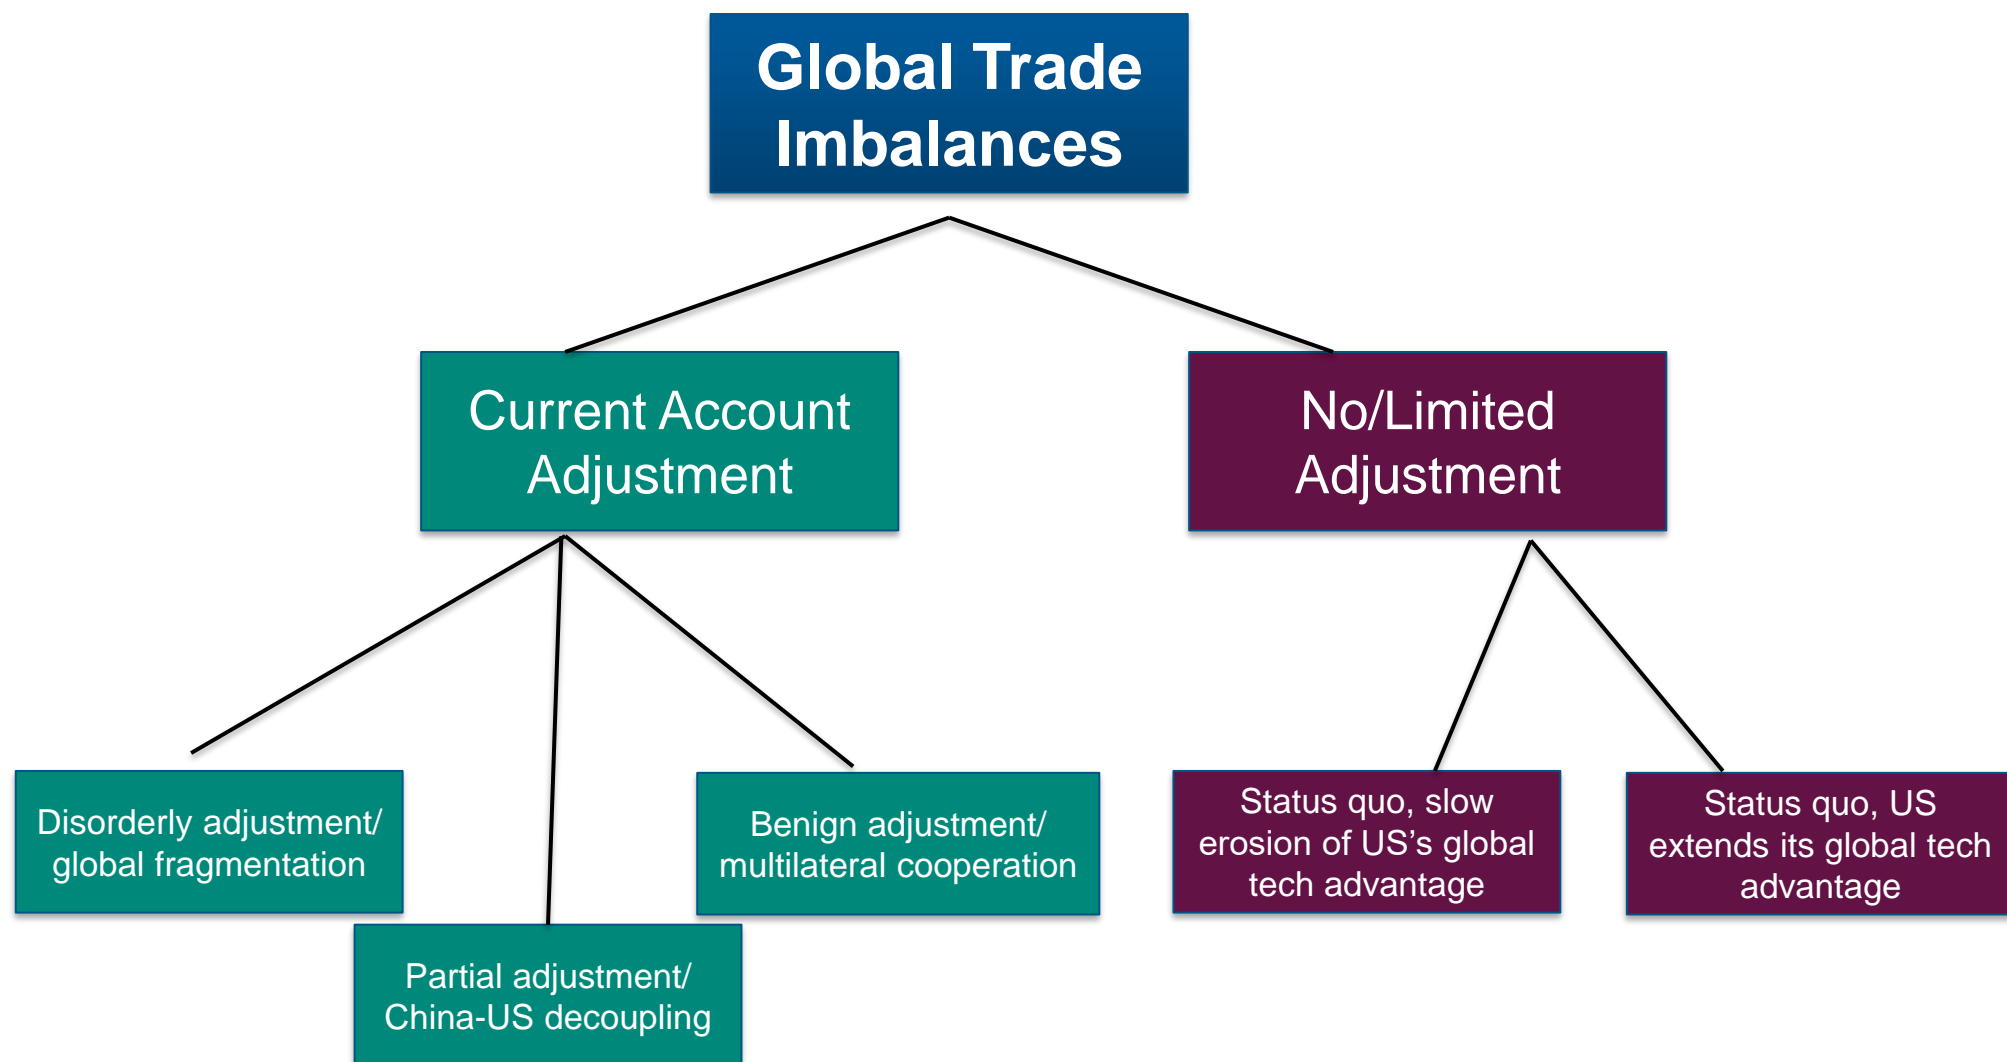 Global Trade
Imbalances
Current Account
Adjustment
No/Limited
Adjustment
Disorderly adjustment/
global fragmentation
Partial adjustment/
China-US decoupling
Benign adjustment/
multilateral cooperation
Status quo, slow
erosion of US’s global
tech advantage
Status quo, US
extends its global tech
advantage